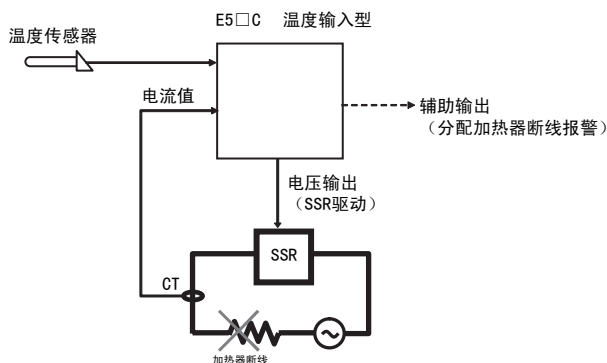 E5□C 温度输入型
温度传感器
电流值
辅助输出
（分配加热器断线报警）
电压输出
（SSR驱动）
SSR
CT
加热器断线